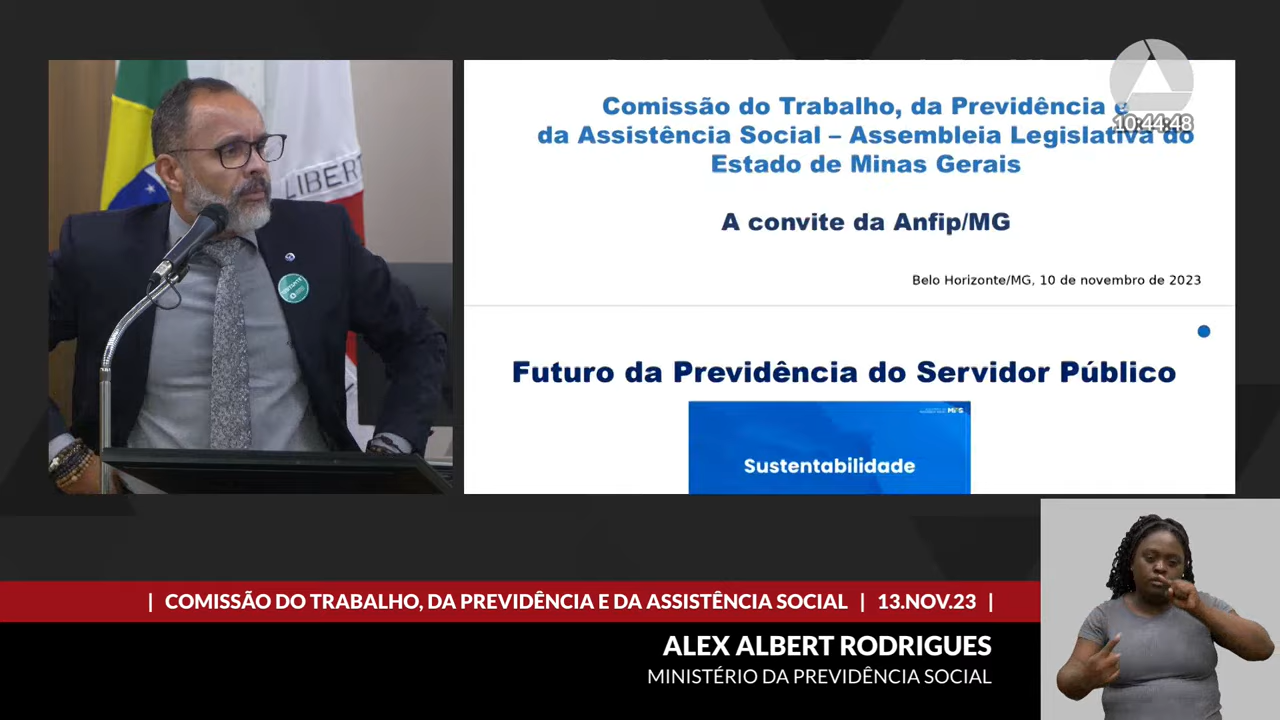 LIBERT
Comissão do Trabalho, da Previdência e
da Assistência Social – Assembleia Legislativa do
Estado de Minas Gerais
10:44:48
A convite da Anfip/MG
Belo Horizonte/MG, 10 de novembro de 2023
Futuro da Previdência do Servidor Público
Sustentabilidade
| COMISSÃO DO TRABALHO, DA PREVIDÊNCIA E DA ASSISTÊNCIA SOCIAL | 13.NOV.23 |
ALEX ALBERT RODRIGUES
MINISTÉRIO DA PREVIDÊNCIA SOCIAL